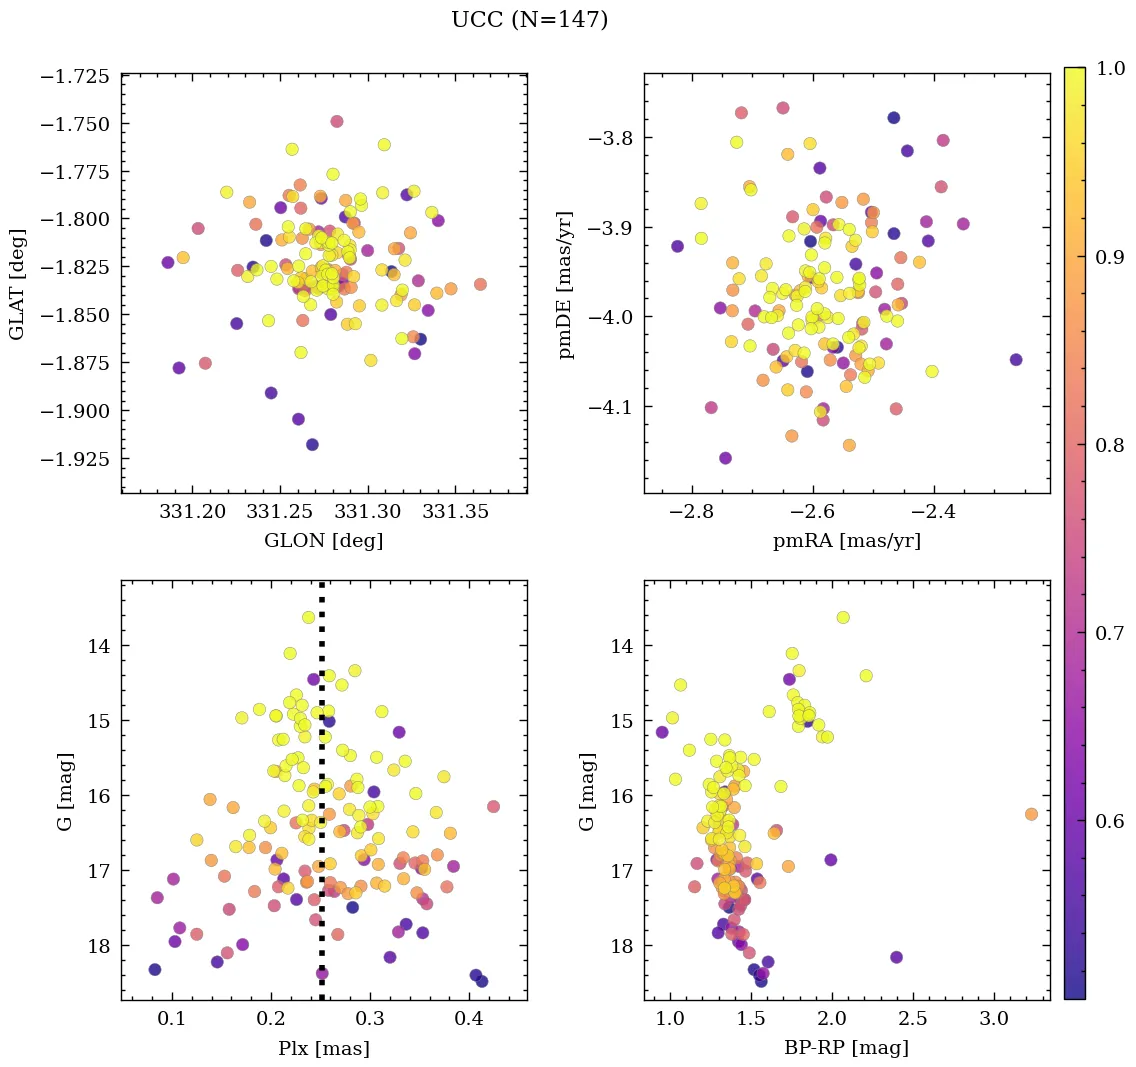 UCC (N=147)
−1.725
−1.750
−1.775
−1.800
−1.825
−1.850
−1.875
−1.900
−1.925
GLAT [deg]
331.20 331.25 331.30 331.35
GLON [deg]
−3.8
−3.9
−4.0
−4.1
pmDE [mas/yr]
−2.8 −2.6 −2.4
pmRA [mas/yr]
14
15
16
17
18
G [mag]
0.1 0.2 0.3 0.4
Plx [mas]
14
15
16
17
18
G [mag]
1.0 1.5 2.0 2.5 3.0
BP-RP [mag]
1.0
0.9
0.8
0.7
0.6